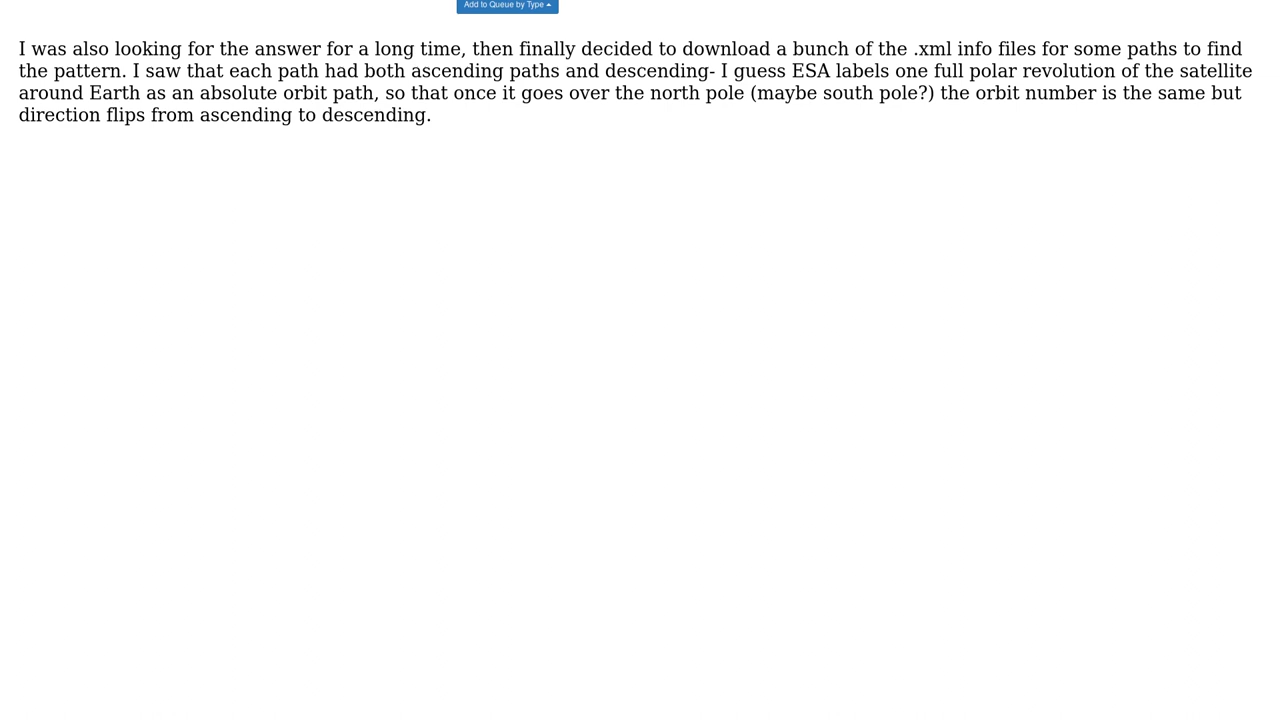 Add to Queue by Type
I was also looking for the answer for a long time, then finally decided to download a bunch of the .xml info files for some paths to find
the pattern. I saw that each path had both ascending paths and descending- I guess ESA labels one full polar revolution of the satellite
around Earth as an absolute orbit path, so that once it goes over the north pole (maybe south pole?) the orbit number is the same but
direction flips from ascending to descending.